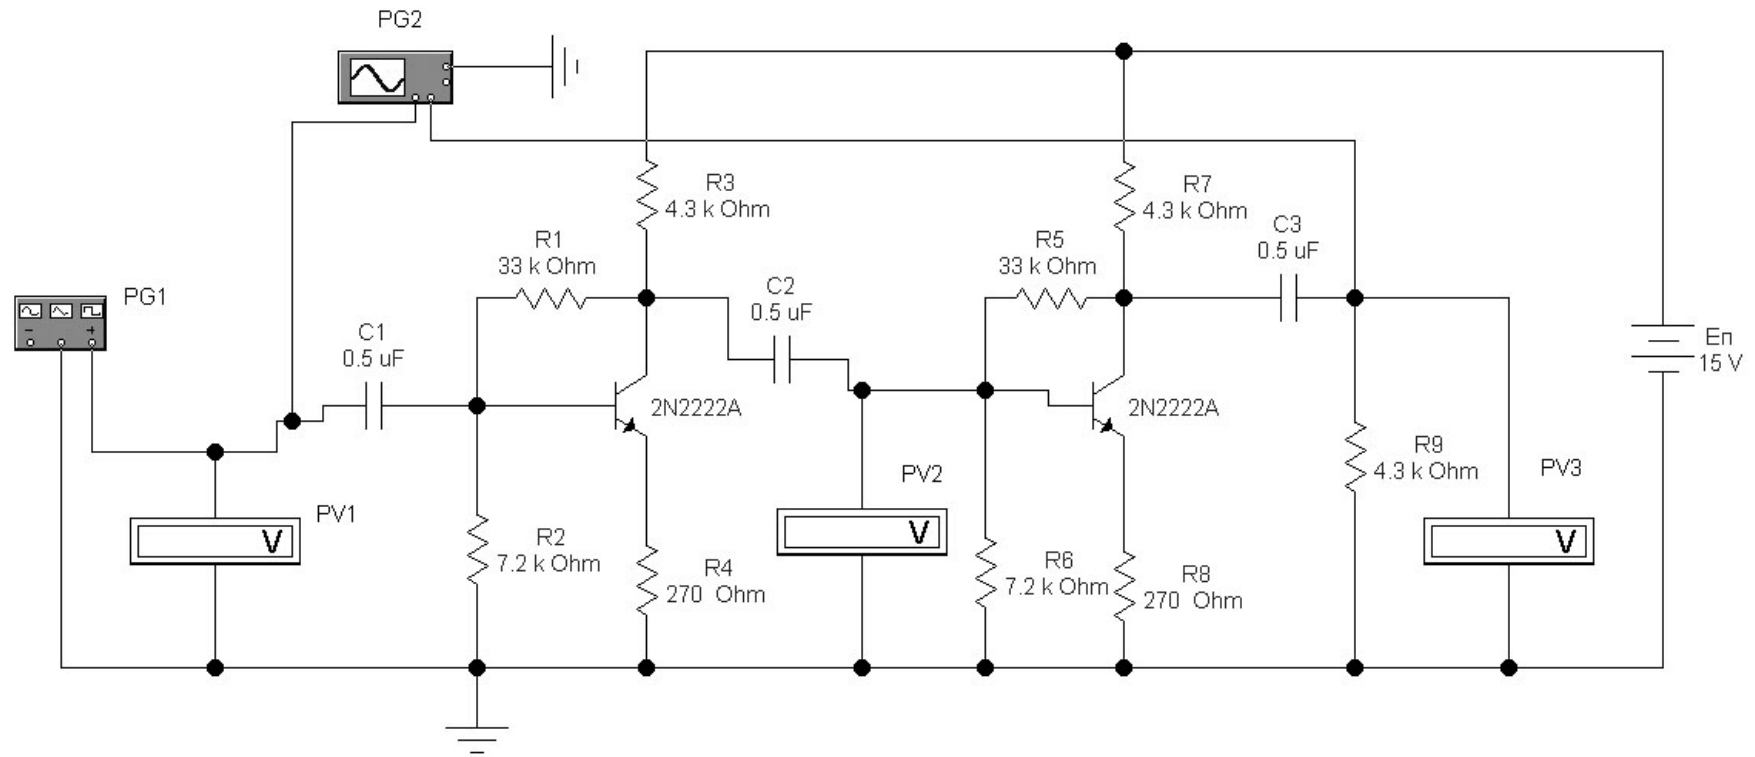 PG2
R3
4.3 k Ohm
R7
4.3 k Ohm
R1
33 k Ohm
R5
33 k Ohm
C3
0.5 uF
PG1
C2
0.5 uF
C1
0.5 uF
En
15 V
2N2222A
2N2222A
R9
4.3 k Ohm
PV2
PV3
PV1
V
V
V
R2
7.2 k Ohm
R4
270 Ohm
R6
7.2 k Ohm
R8
270 Ohm